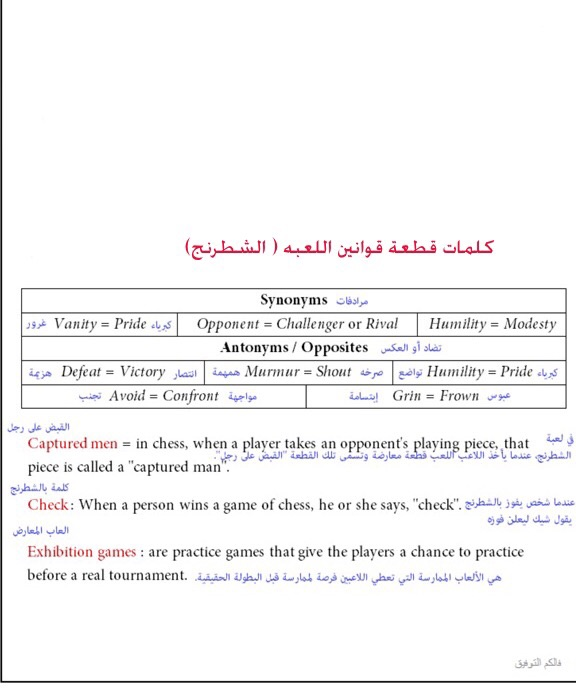 كلمات قطعة قوانين اللعبه ( الشطرنج)
Synonyms مرادفات
غرور Vanity = Pride كبرياء Opponent = Challenger or Rival Humility = Modesty
Antonyms / Opposites تضاد أو العكس
هزيمة Defeat = Victory انتصار همهمة Murmur = Shout صرخه تواضع Humility = Pride كبرياء
تجنب Avoid = Confront مواجهة إبتسامة Grin = Frown عبوس
القبض على رجل
Captured men = in chess, when a player takes an opponent's playing piece, that في لعبة
الشطرنج، عندما يأخذ اللاعب اللعب قطعة معارضة وتسمى تلك القطعة "القبض على رجل".
piece is called a "captured man".
كلمة بالشطرنج
Check: When a person wins a game of chess, he or she says, "check". عندما شخص يفوز بالشطرنج
يقول شيك ليعلن فوزه
العاب المعارض
Exhibition games : are practice games that give the players a chance to practice
before a real tournament. هي الألعاب الممارسة التي تعطي اللاعبين فرصة لممارسة قبل البطولة الحقيقية.
فالكم التوفيق